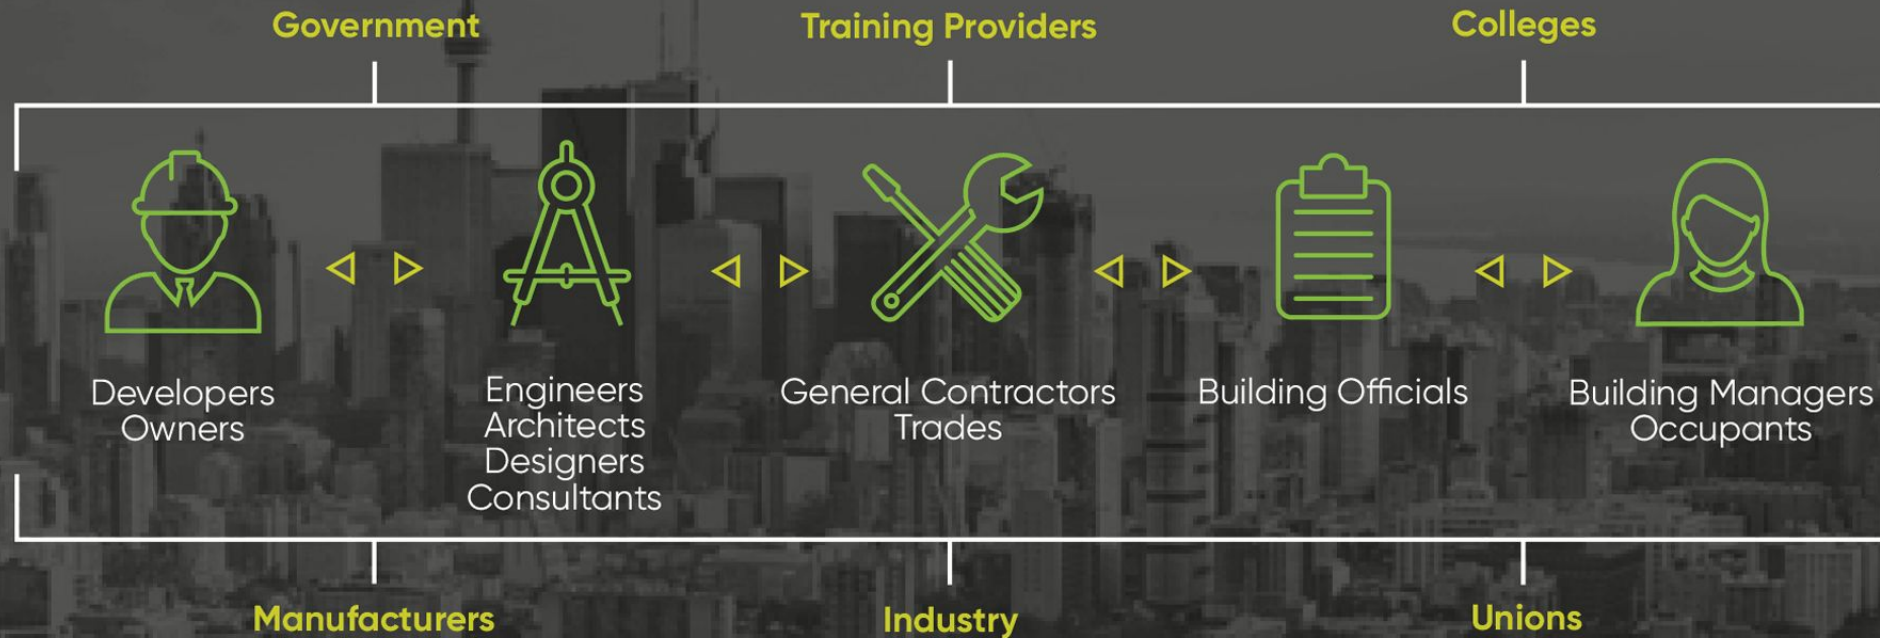 Government
Training Providers
Colleges
Developers
Owners
Engineers
Architects
Designers
Consultants
General Contractors
Trades
Building Officials
Building Managers
Occupants
Manufacturers
Industry
Unions